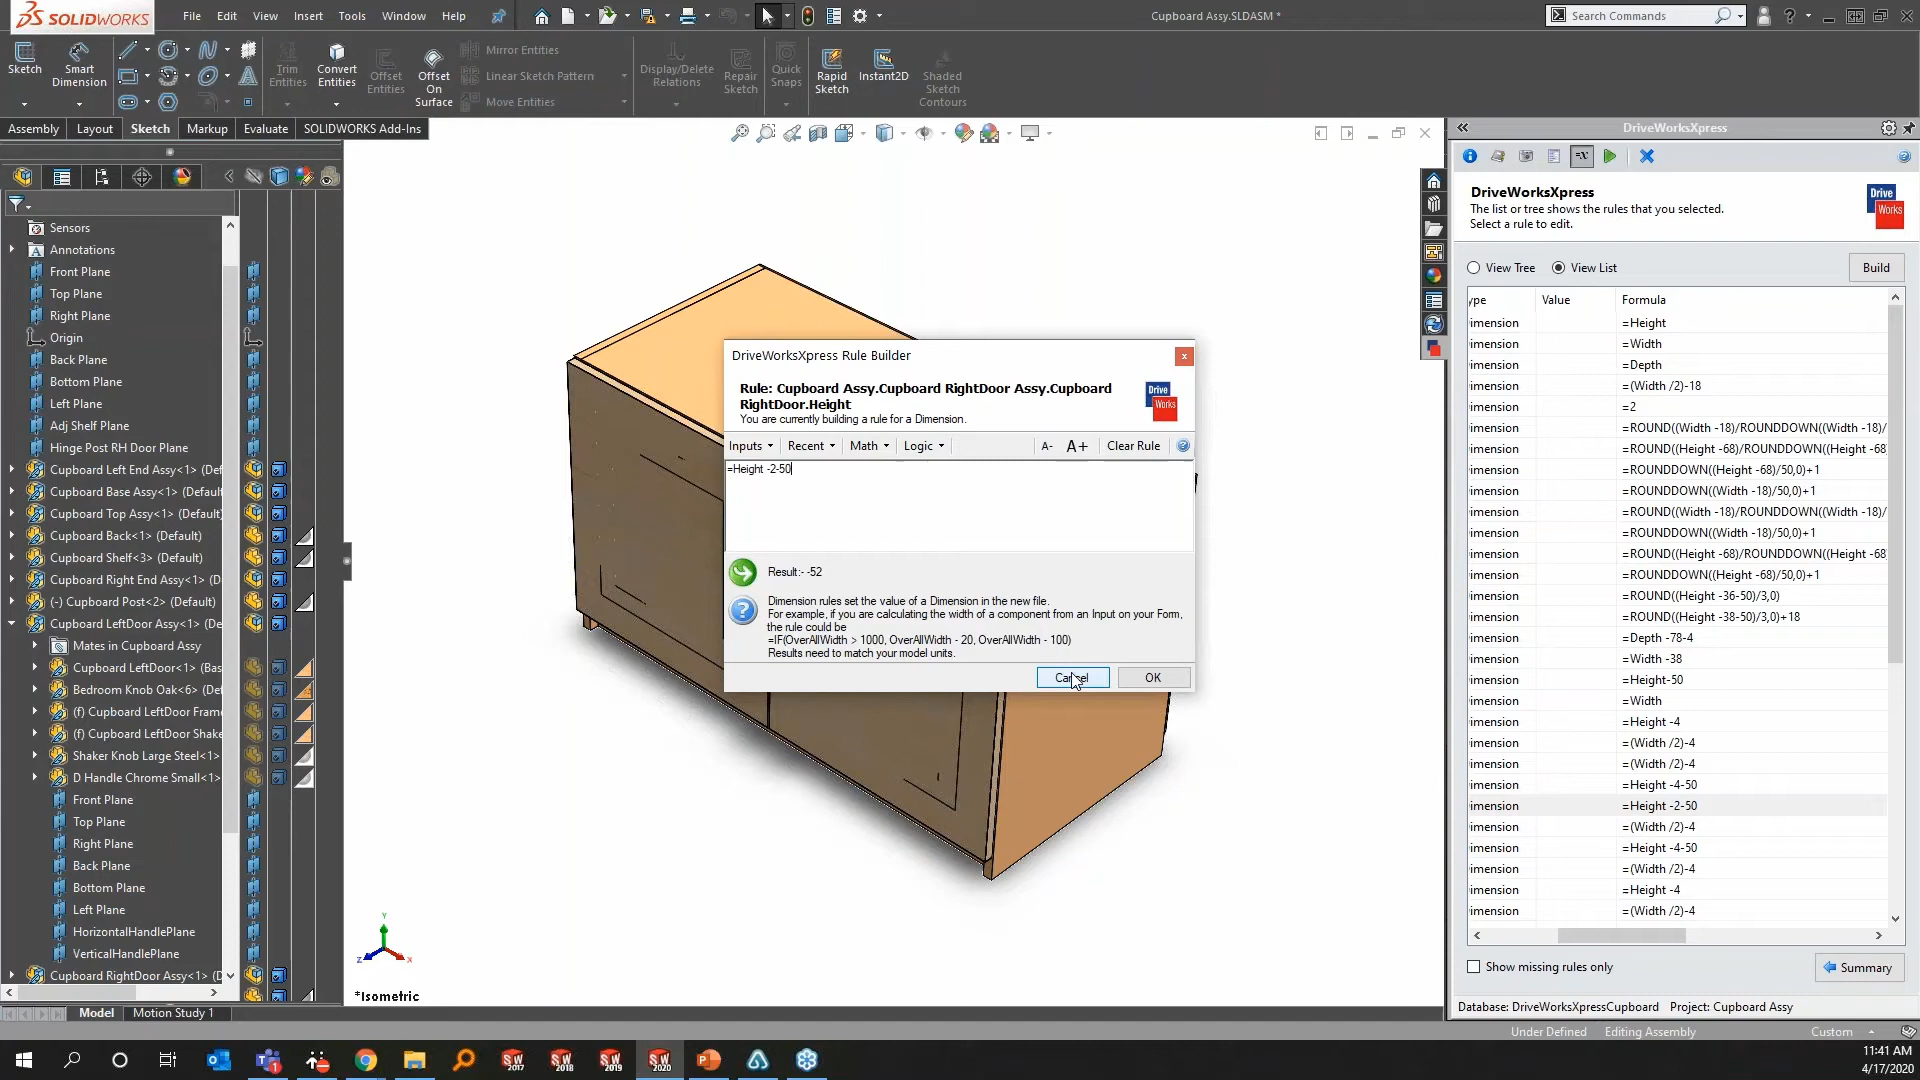 SOLIDWORKS File Edit View Insert Tools Window Help Cupboard Assy.SLDASM * Search Commands
Sketch Smart Dimension Trim Entities Convert Entities Offset Entities Offset On Surface Mirror Entities Linear Sketch Pattern Move Entities Display/Delete Relations Repair Sketch Quick Snaps Rapid Sketch Instant2D Shaded Sketch Contours
Assembly Layout Sketch Markup Evaluate SOLIDWORKS Add-Ins
Sensors
Annotations
Front Plane
Top Plane
Right Plane
Origin
Back Plane
Bottom Plane
Left Plane
Adj Shelf Plane
Hinge Post RH Door Plane
Cupboard Left End Assy<1> (Def
Cupboard Base Assy<1> (Default
Cupboard Top Assy<1> (Default)
Cupboard Back<1> (Default)
Cupboard Shelf<3> (Default)
Cupboard Right End Assy<1> (D
(-) Cupboard Post<2> (Default)
Cupboard LeftDoor Assy<1> (De
Mates in Cupboard Assy
Cupboard LeftDoor<1> (Bas
Bedroom Knob Oak<6> (Def
(f) Cupboard LeftDoor Frame
(f) Cupboard LeftDoor Shake
Shaker Knob Large Steel<1>
D Handle Chrome Small<1>
Front Plane
Top Plane
Right Plane
Back Plane
Bottom Plane
Left Plane
HorizontalHandlePlane
VerticalHandlePlane
Cupboard RightDoor Assy<1> (D
Model Motion Study 1
*Isometric
Y
Z
X
DriveWorksXpress Rule Builder
Rule: Cupboard Assy.Cupboard RightDoor Assy.Cupboard
RightDoor.Height
You are currently building a rule for a Dimension.
Drive
Works
Inputs Recent Math Logic A- A+ Clear Rule
=Height -2-50
Result:- -52
Dimension rules set the value of a Dimension in the new file.
For example, if you are calculating the width of a component from an Input on your Form,
the rule could be
=IF(OverAllWidth > 1000, OverAllWidth - 20, OverAllWidth - 100)
Results need to match your model units.
Cancel OK
DriveWorksXpress
DriveWorksXpress
The list or tree shows the rules that you selected.
Select a rule to edit.
Drive
Works
View Tree View List Build
ype Value Formula
imension =Height
imension =Width
imension =Depth
imension =(Width /2)-18
imension =2
imension =ROUND((Width -18)/ROUNDDOWN((Width -18)/
imension =ROUND((Height -68)/ROUNDDOWN((Height -68
imension =ROUNDDOWN((Height -68)/50,0)+1
imension =ROUNDDOWN((Width -18)/50,0)+1
imension =ROUND((Width -18)/ROUNDDOWN((Width -18)/
imension =ROUNDDOWN((Width -18)/50,0)+1
imension =ROUND((Height -68)/ROUNDDOWN((Height -68
imension =ROUNDDOWN((Height -68)/50,0)+1
imension =ROUND((Height -36-50)/3,0)
imension =ROUND((Height -38-50)/3,0)+18
imension =Depth -78-4
imension =Width -38
imension =Height-50
imension =Width
imension =Height -4
imension =(Width /2)-4
imension =(Width /2)-4
imension =Height -4-50
imension =Height -2-50
imension =(Width /2)-4
imension =Height -4-50
imension =(Width /2)-4
imension =Height -4
imension =(Width /2)-4
Show missing rules only Summary
Database: DriveWorksXpressCupboard Project: Cupboard Assy
Under Defined Editing Assembly Custom
SW 2017 SW 2018 SW 2019 SW 2020
11:41 AM
4/17/2020